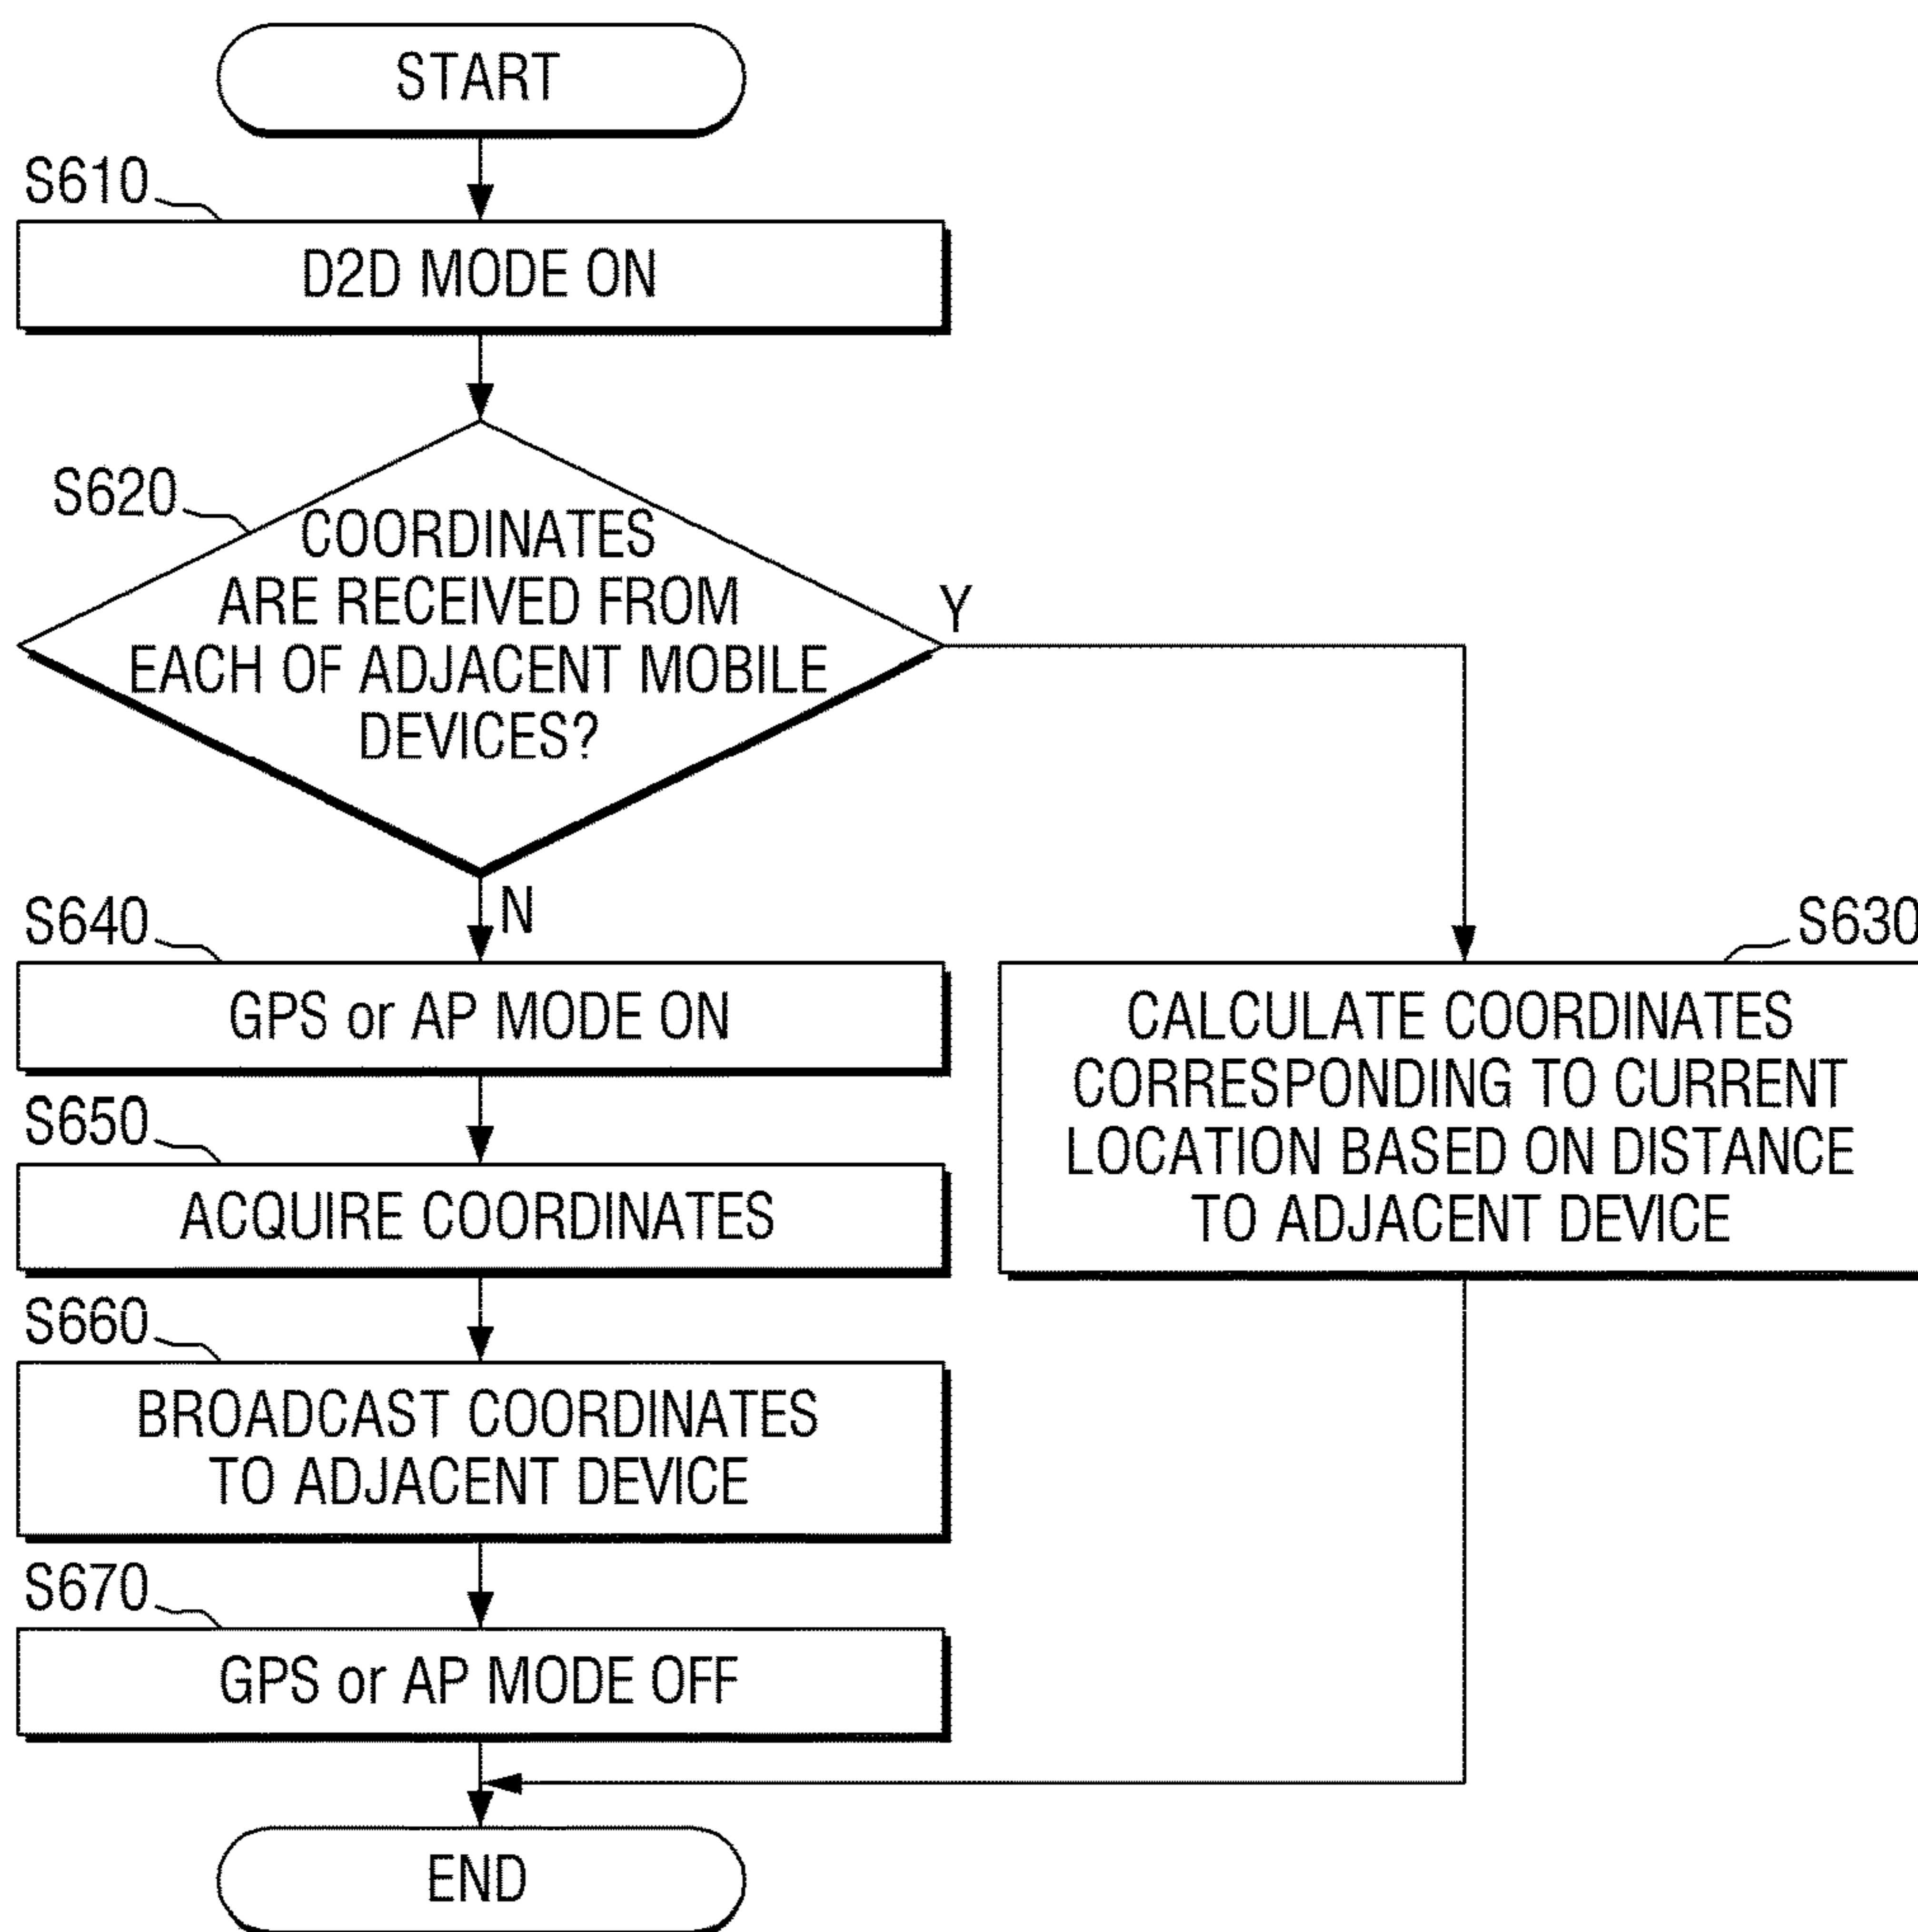 START
S610
D2D MODE ON
S620
COORDINATES
ARE RECEIVED FROM
EACH OF ADJACENT MOBILE
DEVICES?
Y
N
S640
GPS or AP MODE ON
S630
CALCULATE COORDINATES
CORRESPONDING TO CURRENT
LOCATION BASED ON DISTANCE
TO ADJACENT DEVICE
S650
ACQUIRE COORDINATES
S660
BROADCAST COORDINATES
TO ADJACENT DEVICE
S670
GPS or AP MODE OFF
END